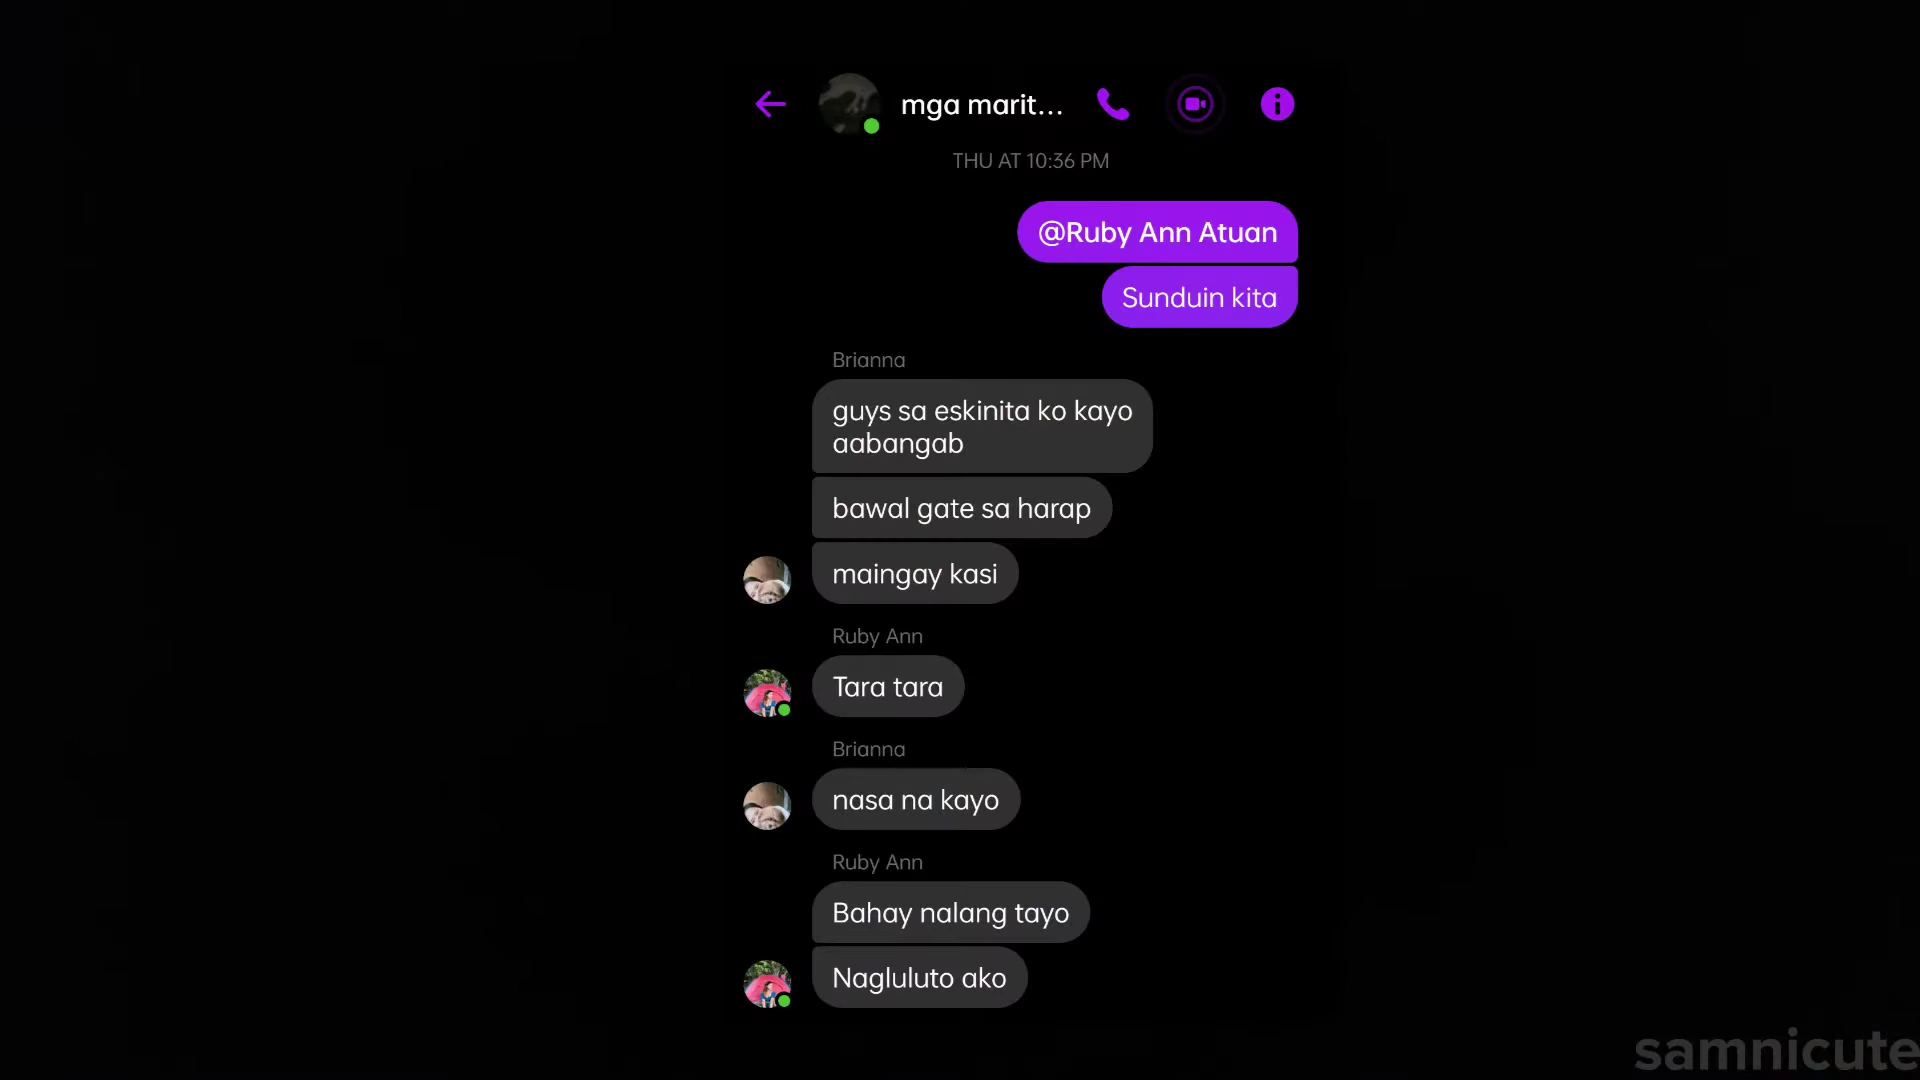 mga marit...
THU AT 10:36 PM
@Ruby Ann Atuan
Sunduin kita
Brianna
guys sa eskinita ko kayo
aabangab
bawal gate sa harap
maingay kasi
Ruby Ann
Tara tara
Brianna
nasa na kayo
Ruby Ann
Bahay nalang tayo
Nagluluto ako
samnicute